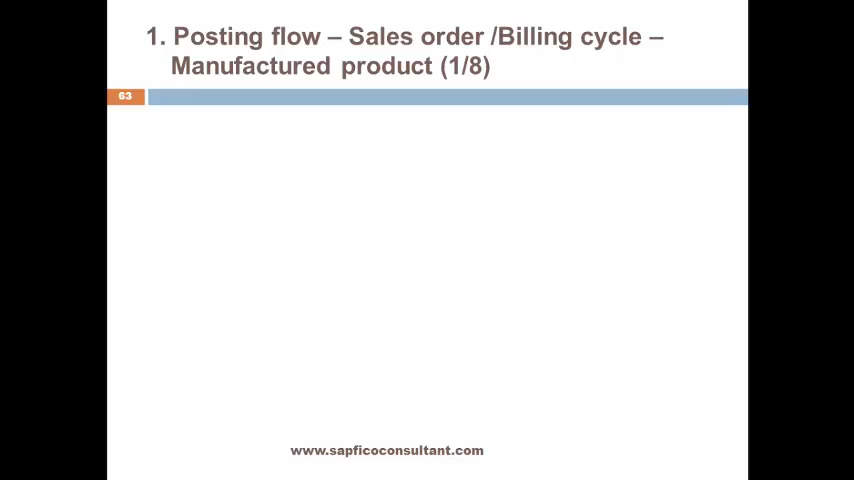 1. Posting flow – Sales order /Billing cycle –
Manufactured product (1/8)
63
www.sapficoconsultant.com